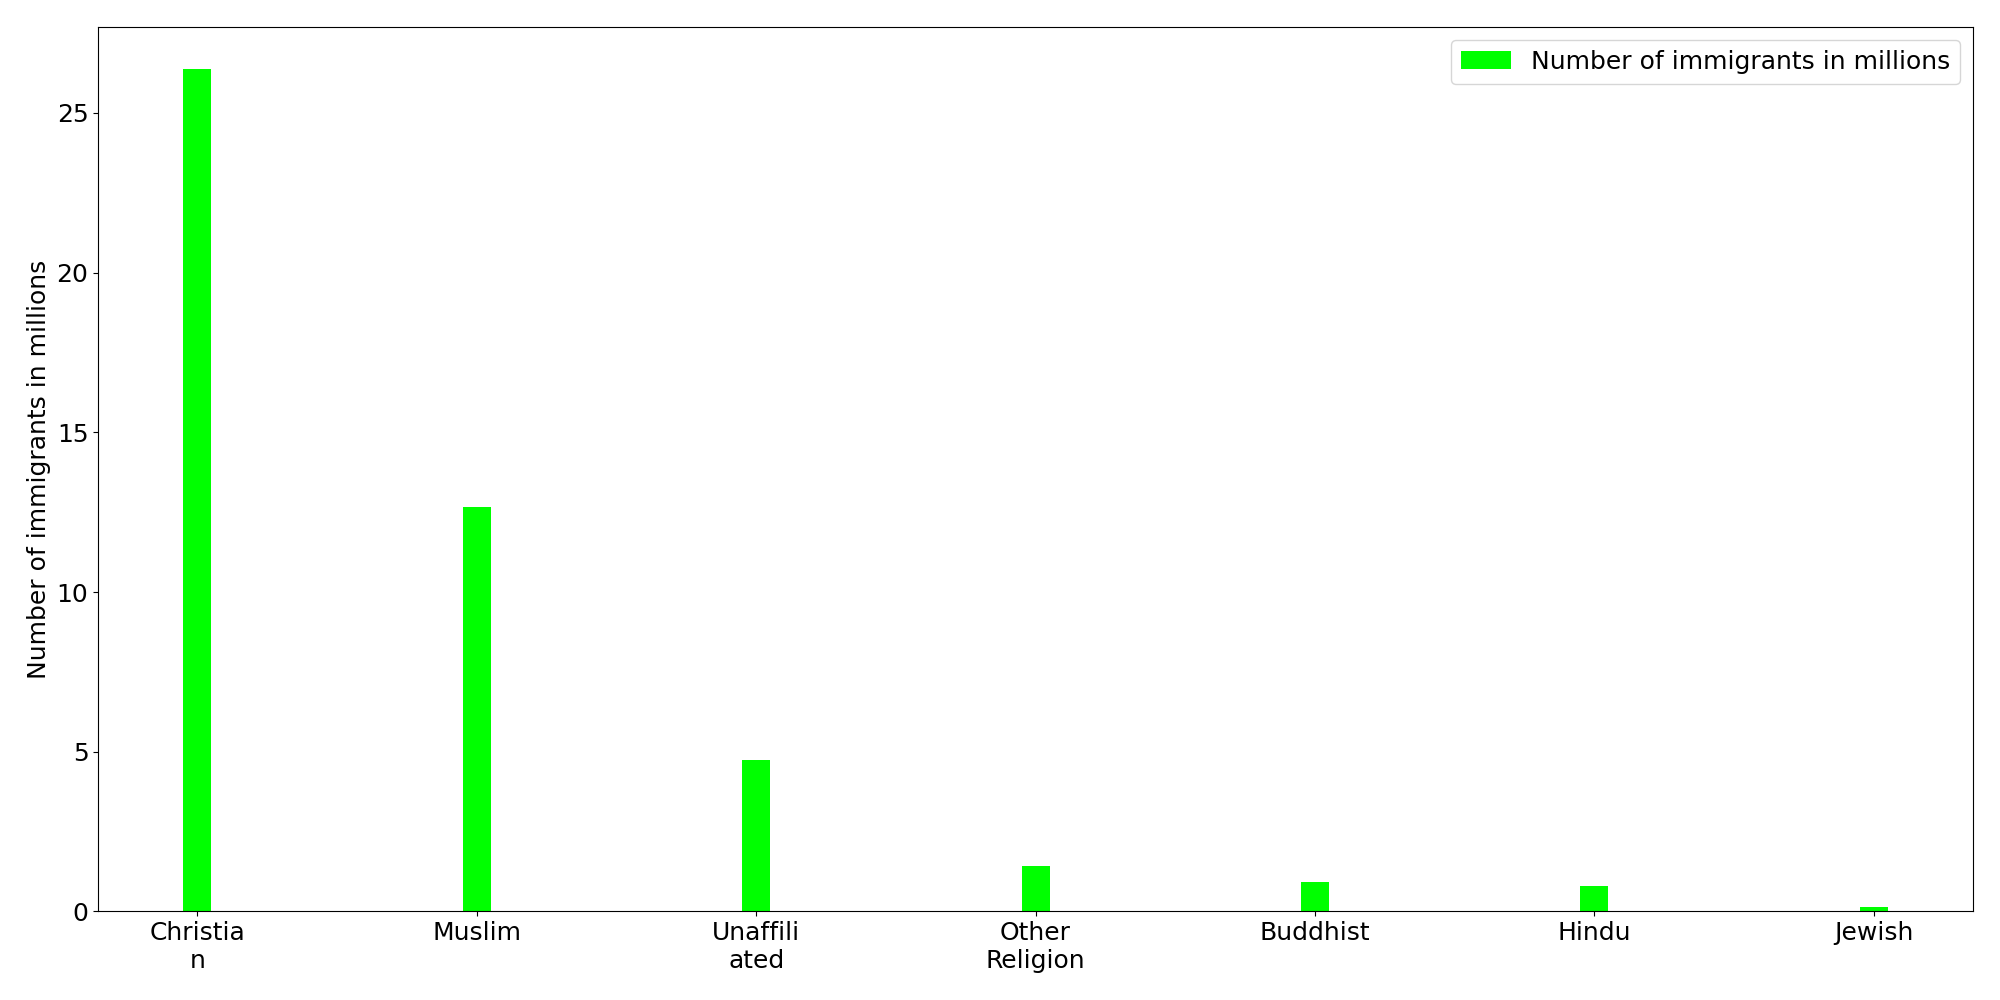 Number of immigrants in millions
Number of immigrants in millions
25
20
15
10
5
0
Christia
n
Muslim
Unaffili
ated
Other
Religion
Buddhist
Hindu
Jewish